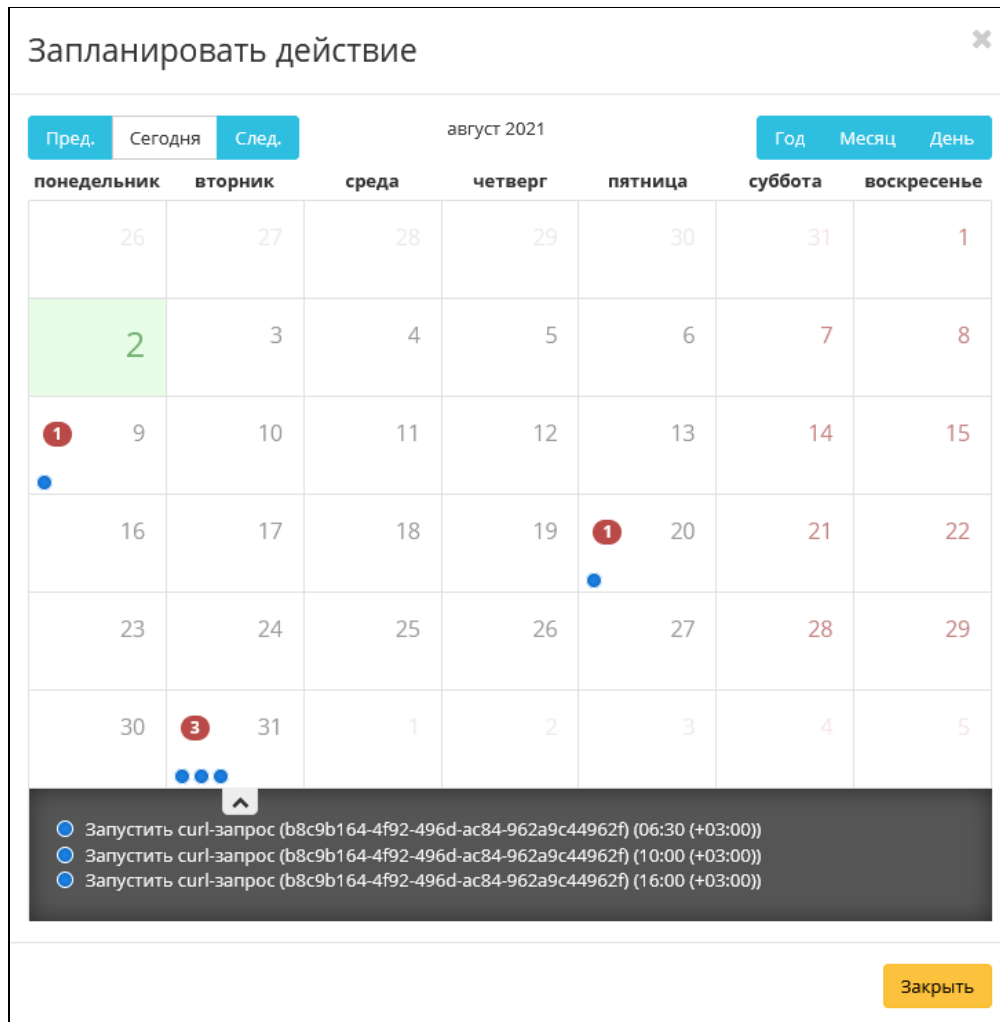 Запланировать действие
×
Пред. Сегодня След. август 2021 Год Месяц День
понедельник вторник среда четверг пятница суббота воскресенье
26 27 28 29 30 31 1
2 3 4 5 6 7 8
1 9 10 11 12 13 14 15
16 17 18 19 1 20 21 22
23 24 25 26 27 28 29
30 3 31 1 2 3 4 5
Запустить curl-запрос (b8c9b164-4f92-496d-ac84-962a9c44962f) (06:30 (+03:00))
Запустить curl-запрос (b8c9b164-4f92-496d-ac84-962a9c44962f) (10:00 (+03:00))
Запустить curl-запрос (b8c9b164-4f92-496d-ac84-962a9c44962f) (16:00 (+03:00))
Закрыть